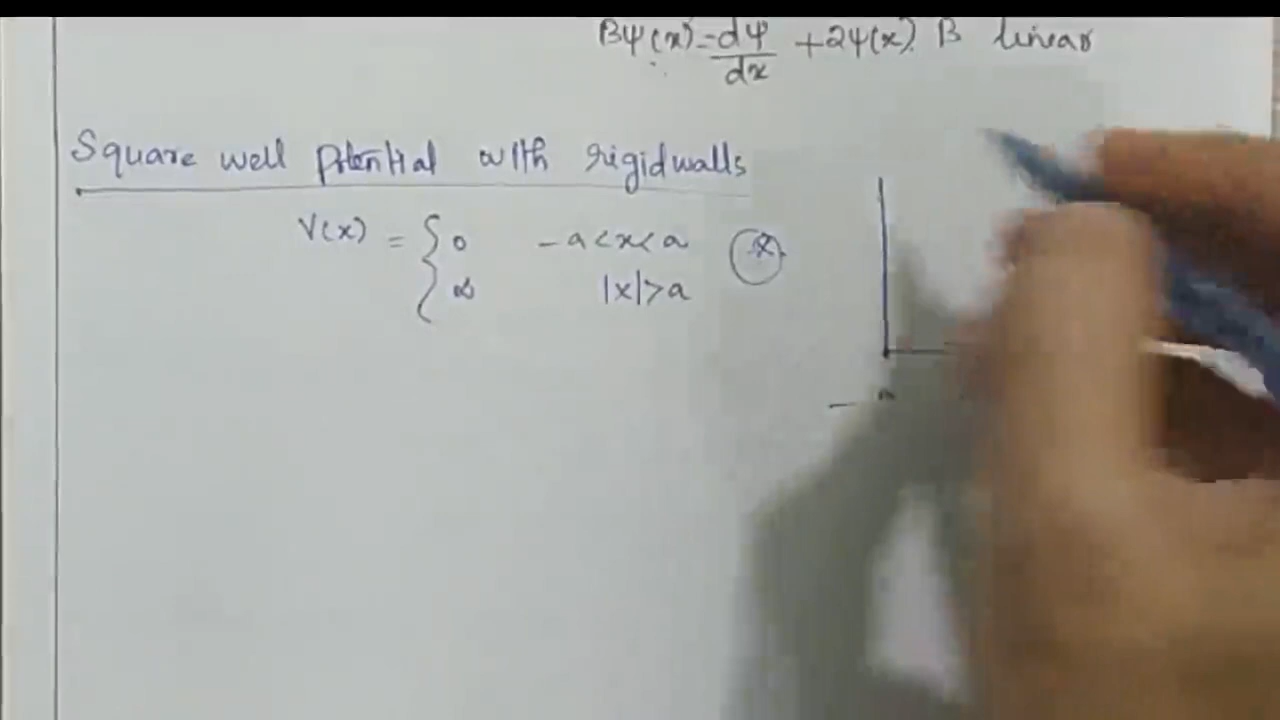 Bψ(x) = dψ/dx + 2ψ(x). B linear
Square well potential with rigidwalls
V(x) = { 0 -a<x<a
∞ |x|>a